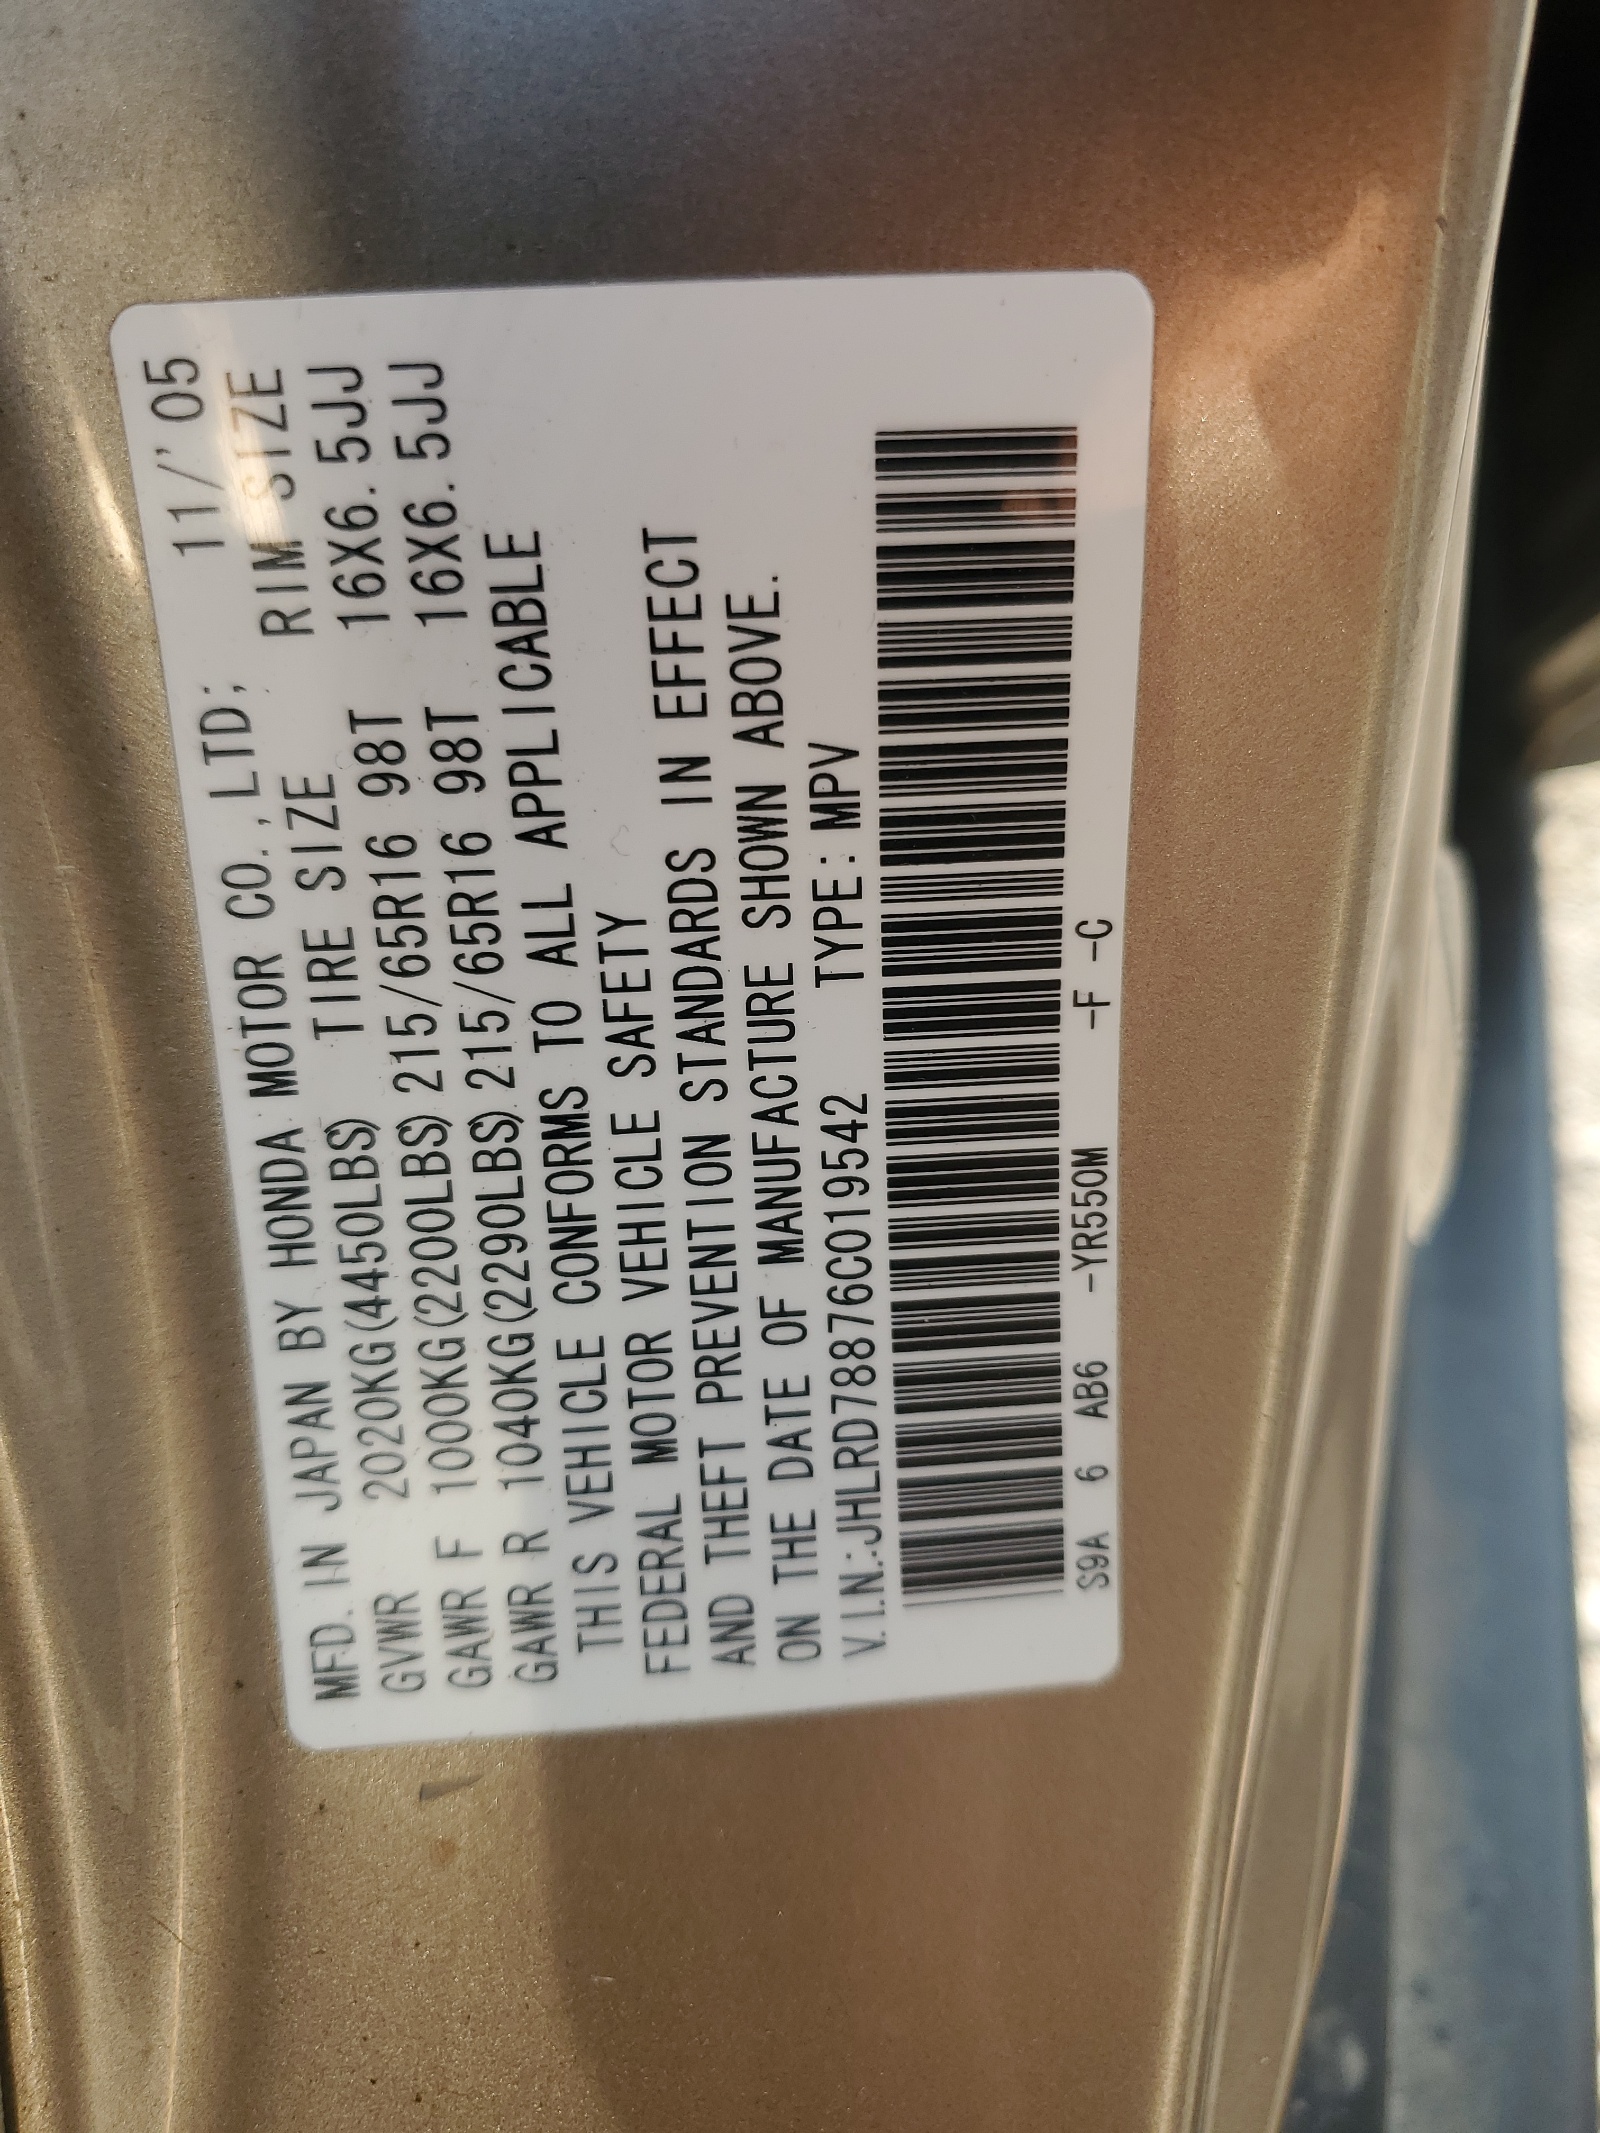 MFD. IN JAPAN BY HONDA MOTOR CO.,LTD; 11/'05
TIRE SIZE RIM SIZE
GVWR 2020KG(4450LBS)
GAWR F 1000KG(2200LBS) 215/65R16 98T 16X6.5JJ
GAWR R 1040KG(2290LBS) 215/65R16 98T 16X6.5JJ
THIS VEHICLE CONFORMS TO ALL APPLICABLE
FEDERAL MOTOR VEHICLE SAFETY
AND THEFT PREVENTION STANDARDS IN EFFECT
ON THE DATE OF MANUFACTURE SHOWN ABOVE.
V.I.N.:JHLRD78876C019542 TYPE:MPV
S9A 6 AB6 -YR550M -F -C